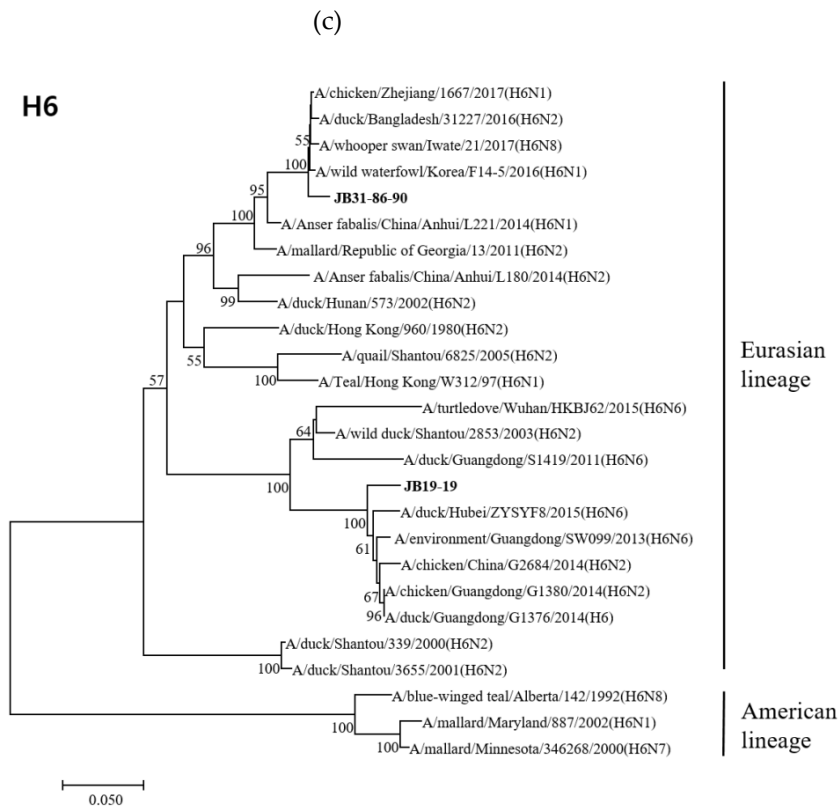 (c)
H6
A/chicken/Zhejiang/1667/2017(H6N1)
A/duck/Bangladesh/31227/2016(H6N2)
55
A/whooper swan/Iwate/21/2017(H6N8)
100
A/wild waterfowl/Korea/F14-5/2016(H6N1)
95
JB31-86-90
100
A/Anser fabalis/China/Anhui/L221/2014(H6N1)
96
A/mallard/Republic of Georgia/13/2011(H6N2)
A/Anser fabalis/China/Anhui/L180/2014(H6N2)
99
A/duck/Hunan/573/2002(H6N2)
A/duck/Hong Kong/960/1980(H6N2)
55
A/quail/Shantou/6825/2005(H6N2)
100
A/Teal/Hong Kong/W312/97(H6N1)
57
A/turtledove/Wuhan/HKBJ62/2015(H6N6)
64
A/wild duck/Shantou/2853/2003(H6N2)
A/duck/Guangdong/S1419/2011(H6N6)
100
JB19-19
100
A/duck/Hubei/ZYSYF8/2015(H6N6)
A/environment/Guangdong/SW099/2013(H6N6)
61
A/chicken/China/G2684/2014(H6N2)
67
A/chicken/Guangdong/G1380/2014(H6N2)
96
A/duck/Guangdong/G1376/2014(H6)
A/duck/Shantou/339/2000(H6N2)
100
A/duck/Shantou/3655/2001(H6N2)
Eurasian
lineage
A/blue-winged teal/Alberta/142/1992(H6N8)
100
A/mallard/Maryland/887/2002(H6N1)
100
A/mallard/Minnesota/346268/2000(H6N7)
American
lineage
0.050